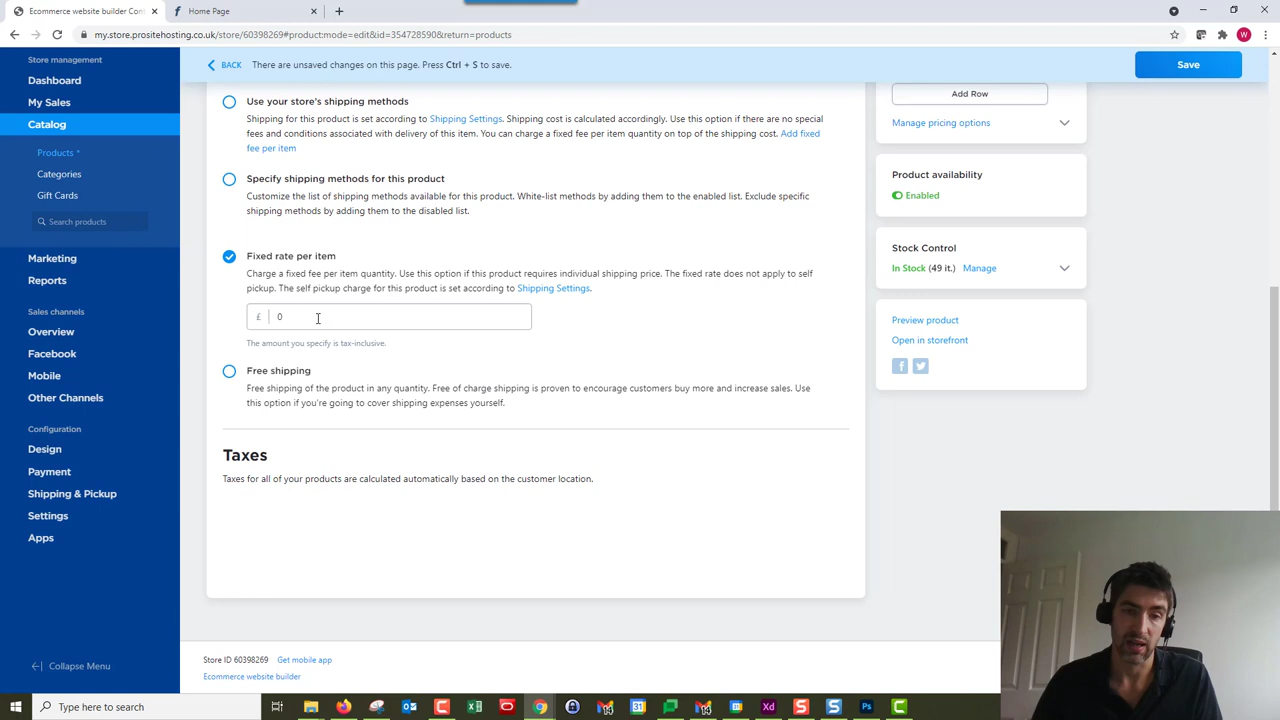 Ecommerce website builder Cont
Home Page
my.store.prositehosting.co.uk/store/60398269#product:mode=edit&id=354728590&return=products
W
Store management
Dashboard
My Sales
Catalog
Products *
Categories
Gift Cards
Search products
Marketing
Reports
Sales channels
Overview
Facebook
Mobile
Other Channels
Configuration
Design
Payment
Shipping & Pickup
Settings
Apps
Collapse Menu
BACK There are unsaved changes on this page. Press Ctrl + S to save.
Save
Use your store's shipping methods
Shipping for this product is set according to Shipping Settings. Shipping cost is calculated accordingly. Use this option if there are no special
fees and conditions associated with delivery of this item. You can charge a fixed fee per item quantity on top of the shipping cost. Add fixed
fee per item
Specify shipping methods for this product
Customize the list of shipping methods available for this product. White-list methods by adding them to the enabled list. Exclude specific
shipping methods by adding them to the disabled list.
Fixed rate per item
Charge a fixed fee per item quantity. Use this option if this product requires individual shipping price. The fixed rate does not apply to self
pickup. The self pickup charge for this product is set according to Shipping Settings.
£ 0
The amount you specify is tax-inclusive.
Free shipping
Free shipping of the product in any quantity. Free of charge shipping is proven to encourage customers buy more and increase sales. Use
this option if you're going to cover shipping expenses yourself.
Taxes
Taxes for all of your products are calculated automatically based on the customer location.
Add Row
Manage pricing options
Product availability
Enabled
Stock Control
In Stock (49 it.) Manage
Preview product
Open in storefront
Store ID 60398269 Get mobile app
Ecommerce website builder
Type here to search